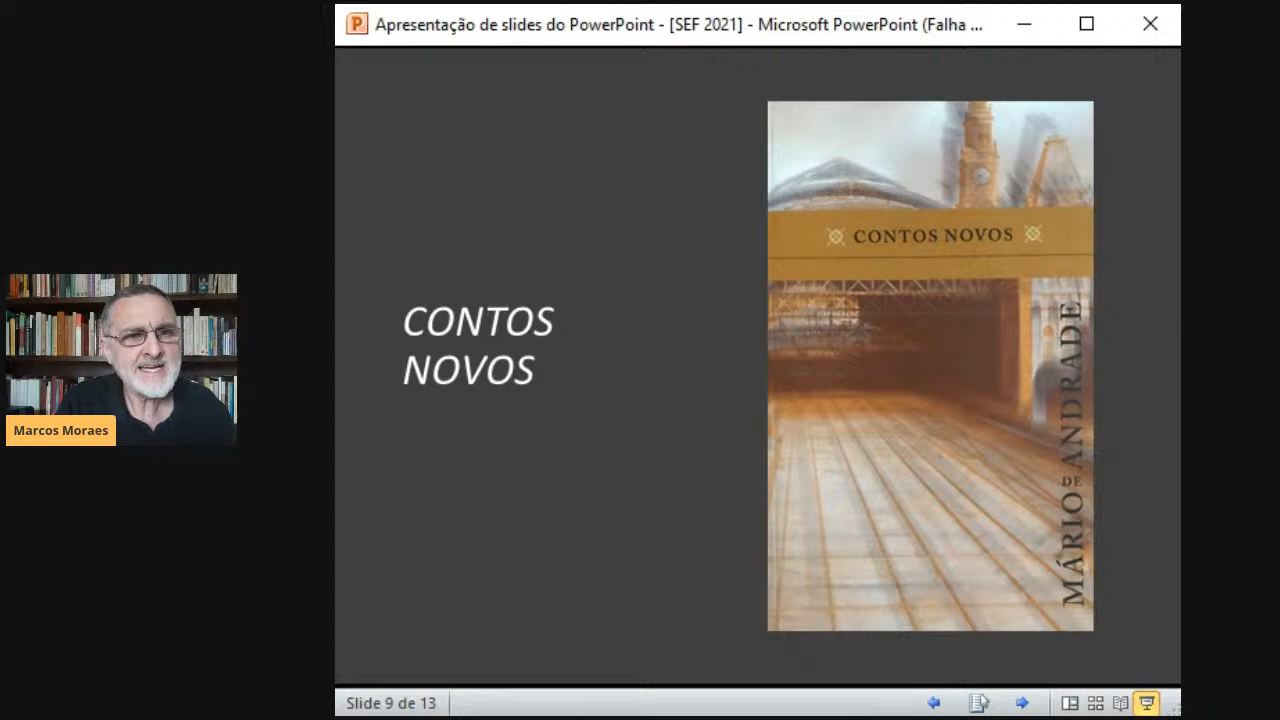 Apresentação de slides do PowerPoint - [SEF 2021] - Microsoft PowerPoint (Falha ...
CONTOS NOVOS
CONTOS
NOVOS
MÁRIO DE ANDRADE
Marcos Moraes
Slide 9 de 13